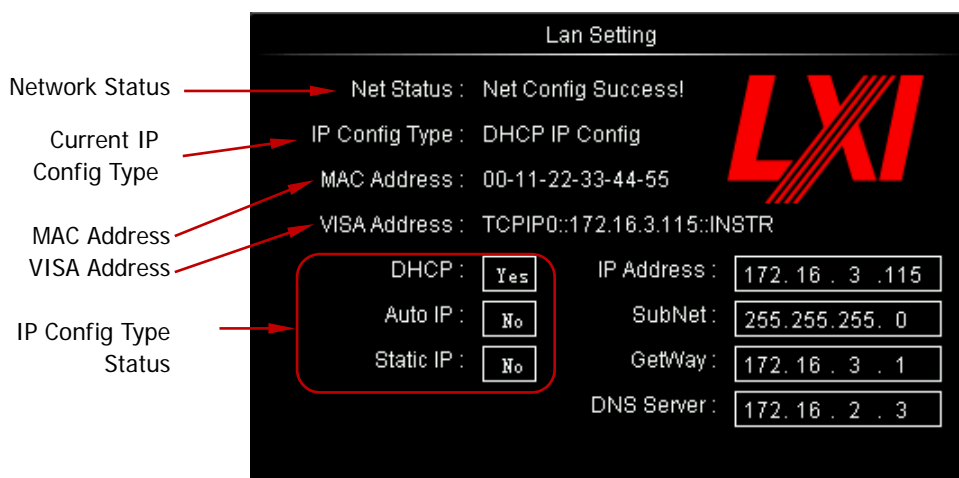 Lan Setting
Network Status
Net Status : Net Config Success!
LXI
Current IP
Config Type
IP Config Type : DHCP IP Config
MAC Address : 00-11-22-33-44-55
MAC Address
VISA Address : TCPIP0::172.16.3.115::INSTR
VISA Address
IP Config Type
Status
DHCP : Yes
Auto IP : No
Static IP : No
IP Address : 172. 16 . 3 .115
SubNet : 255.255.255. 0
GetWay : 172. 16 . 3 . 1
DNS Server : 172. 16 . 2 . 3